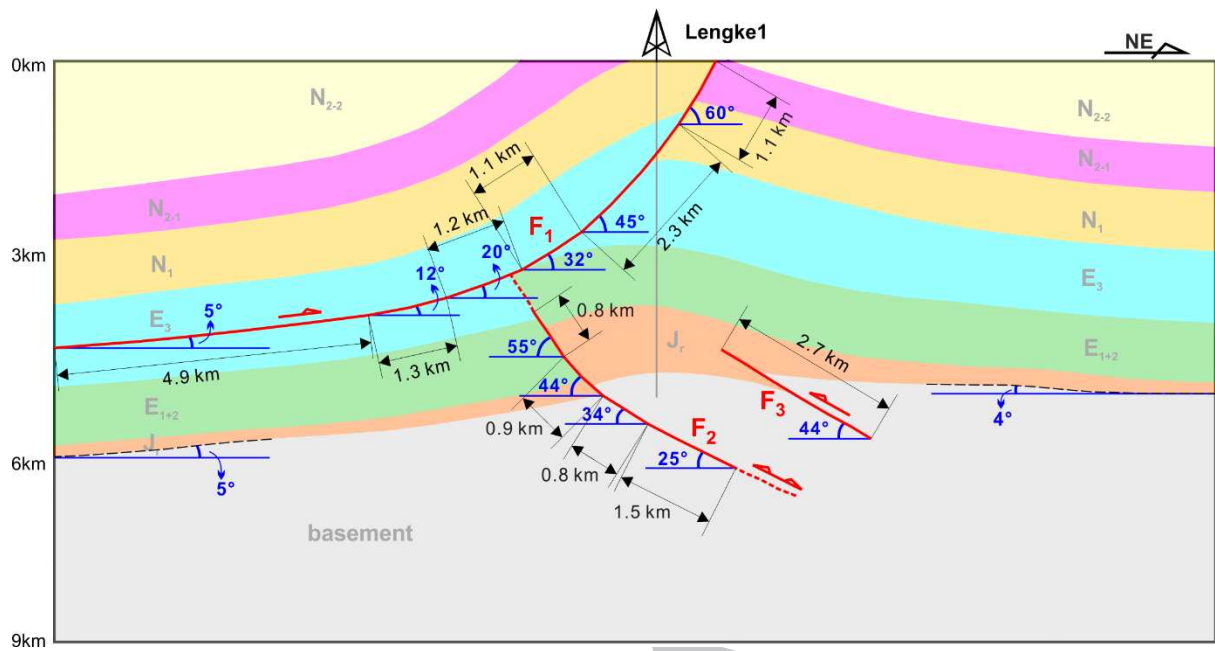 Lengke1
NE
0km
3km
6km
9km
N2-2
N2-1
N1
E3
E1+2
J
basement
N2-2
N2-1
N1
E3
E1+2
Jr
F1
F2
F3
60°
45°
32°
20°
12°
5°
55°
44°
34°
25°
44°
4°
5°
1.1 km
2.3 km
1.1 km
1.2 km
1.3 km
4.9 km
0.8 km
0.9 km
0.8 km
1.5 km
2.7 km